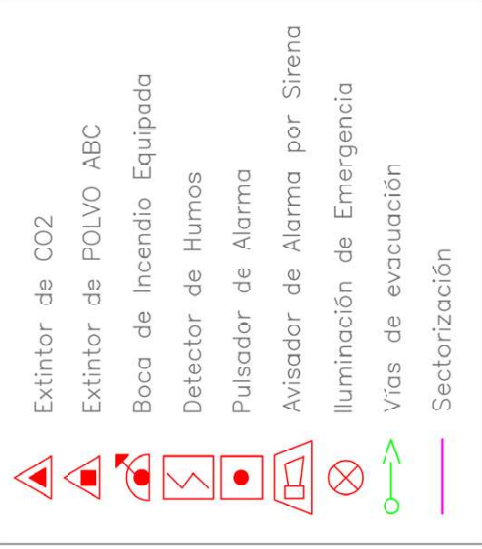 Extintor de CO2
Extintor de POLVO ABC
Boca de Incendio Equipada
Detector de Humos
Pulsador de Alarma
Avisador de Alarma por Sirena
Iluminación de Emergencia
Vías de evacuación
Sectorización